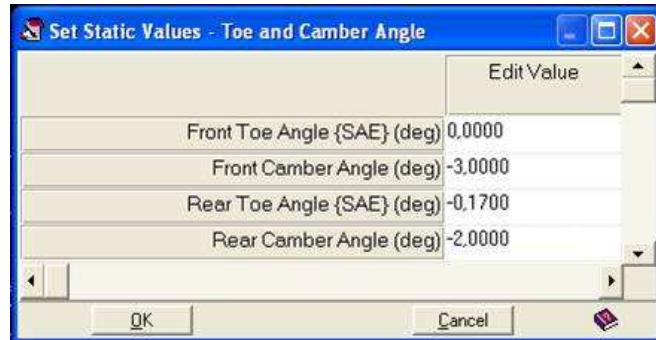 Set Static Values - Toe and Camber Angle
Edit Value
Front Toe Angle {SAE} (deg) 0,0000
Front Camber Angle (deg) -3,0000
Rear Toe Angle {SAE} (deg) -0,1700
Rear Camber Angle (deg) -2,0000
OK Cancel